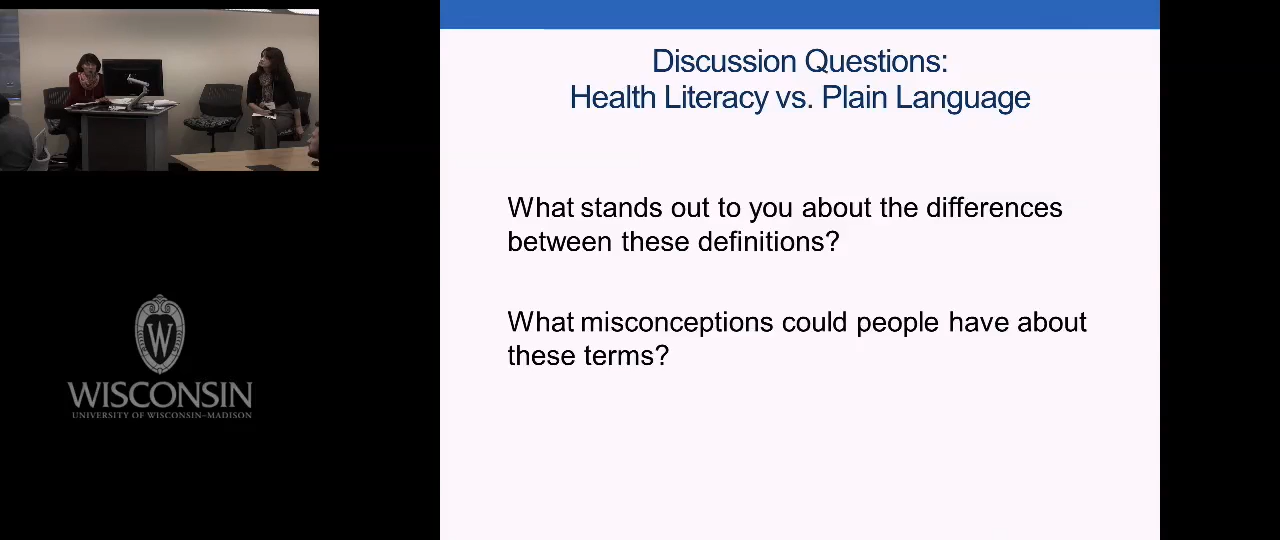 Discussion Questions:
Health Literacy vs. Plain Language
What stands out to you about the differences
between these definitions?
What misconceptions could people have about
these terms?
W
WISCONSIN
UNIVERSITY OF WISCONSIN–MADISON